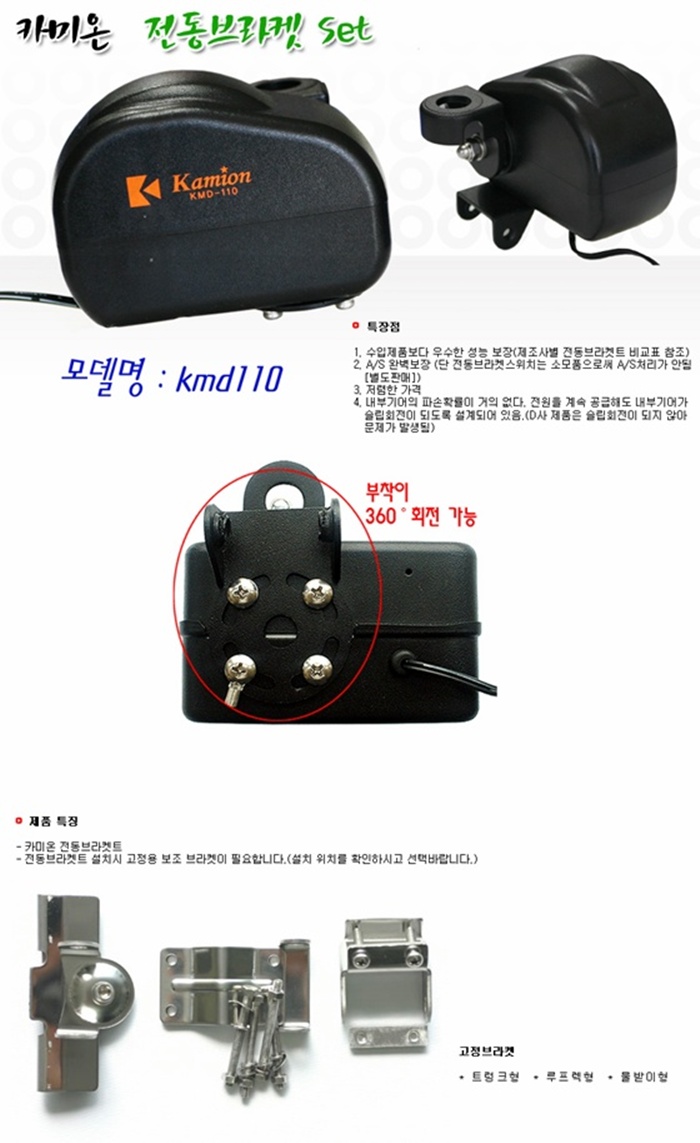 카미온 전동브라켓 set
Kamion
KMD-110
모델명 : kmd110
특장점
1. 수입제품보다 우수한 성능 보장(제조사별 전동브라켓트 비교표 참조)
2. A/S 완벽보장 (단 전동브라켓스위치는 소모품으로써 A/S처리가 안됨
[별도판매])
3. 저렴한 가격
4. 내부기어의 파손확률이 거의 없다. 전원을 계속 공급해도 내부기어가
슬립회전이 되도록 설계되어 있음.(D사 제품은 슬립회전이 되지 않아
문제가 발생됨)
부착이
360° 회전 가능
제품 특징
- 카미온 전동브라켓트
- 전동브라켓트 설치시 고정용 보조 브라켓이 필요합니다.(설치 위치를 확인하시고 선택바랍니다.)
고정브라켓
* 트렁크형 * 루프렉형 * 물받이형